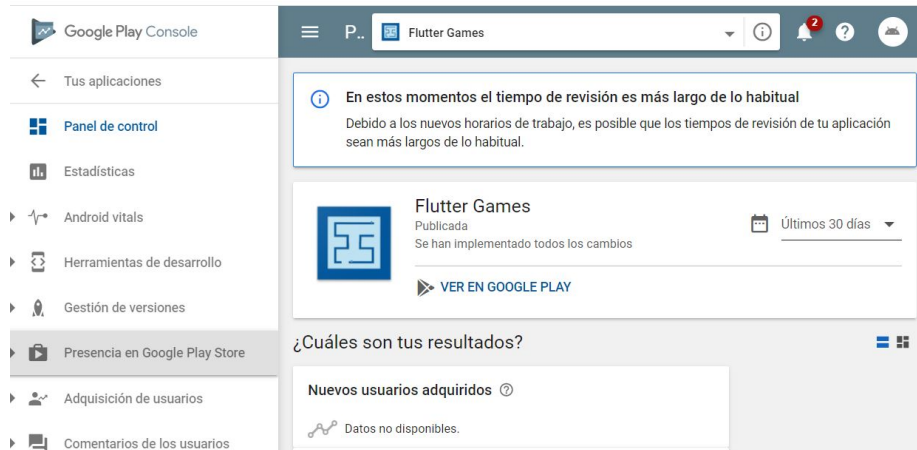 Google Play Console
Tus aplicaciones
Panel de control
Estadísticas
Android vitals
Herramientas de desarrollo
Gestión de versiones
Presencia en Google Play Store
Adquisición de usuarios
Comentarios de los usuarios
P.. Flutter Games 2
En estos momentos el tiempo de revisión es más largo de lo habitual
Debido a los nuevos horarios de trabajo, es posible que los tiempos de revisión de tu aplicación
sean más largos de lo habitual.
Flutter Games
Publicada
Se han implementado todos los cambios
Últimos 30 días
VER EN GOOGLE PLAY
¿Cuáles son tus resultados?
Nuevos usuarios adquiridos
Datos no disponibles.